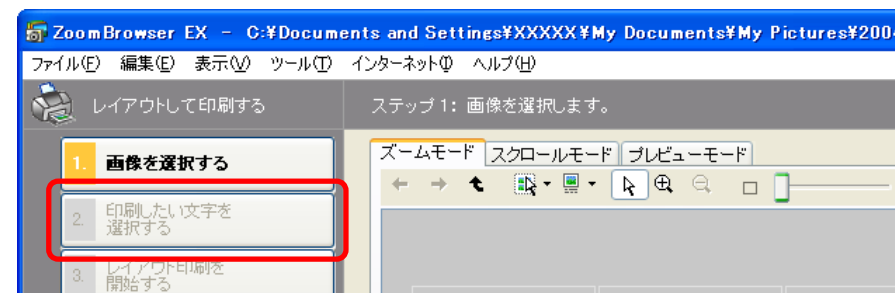 ZoomBrowser EX - C:¥Documents and Settings¥XXXXX¥My Documents¥My Pictures¥200
ファイル(F) 編集(E) 表示(V) ツール(T) インターネット(I) ヘルプ(H)
レイアウトして印刷する
ステップ 1: 画像を選択します。
1. 画像を選択する
2. 印刷したい文字を
選択する
3. レイアウト印刷を
開始する
ズームモード スクロールモード プレビューモード